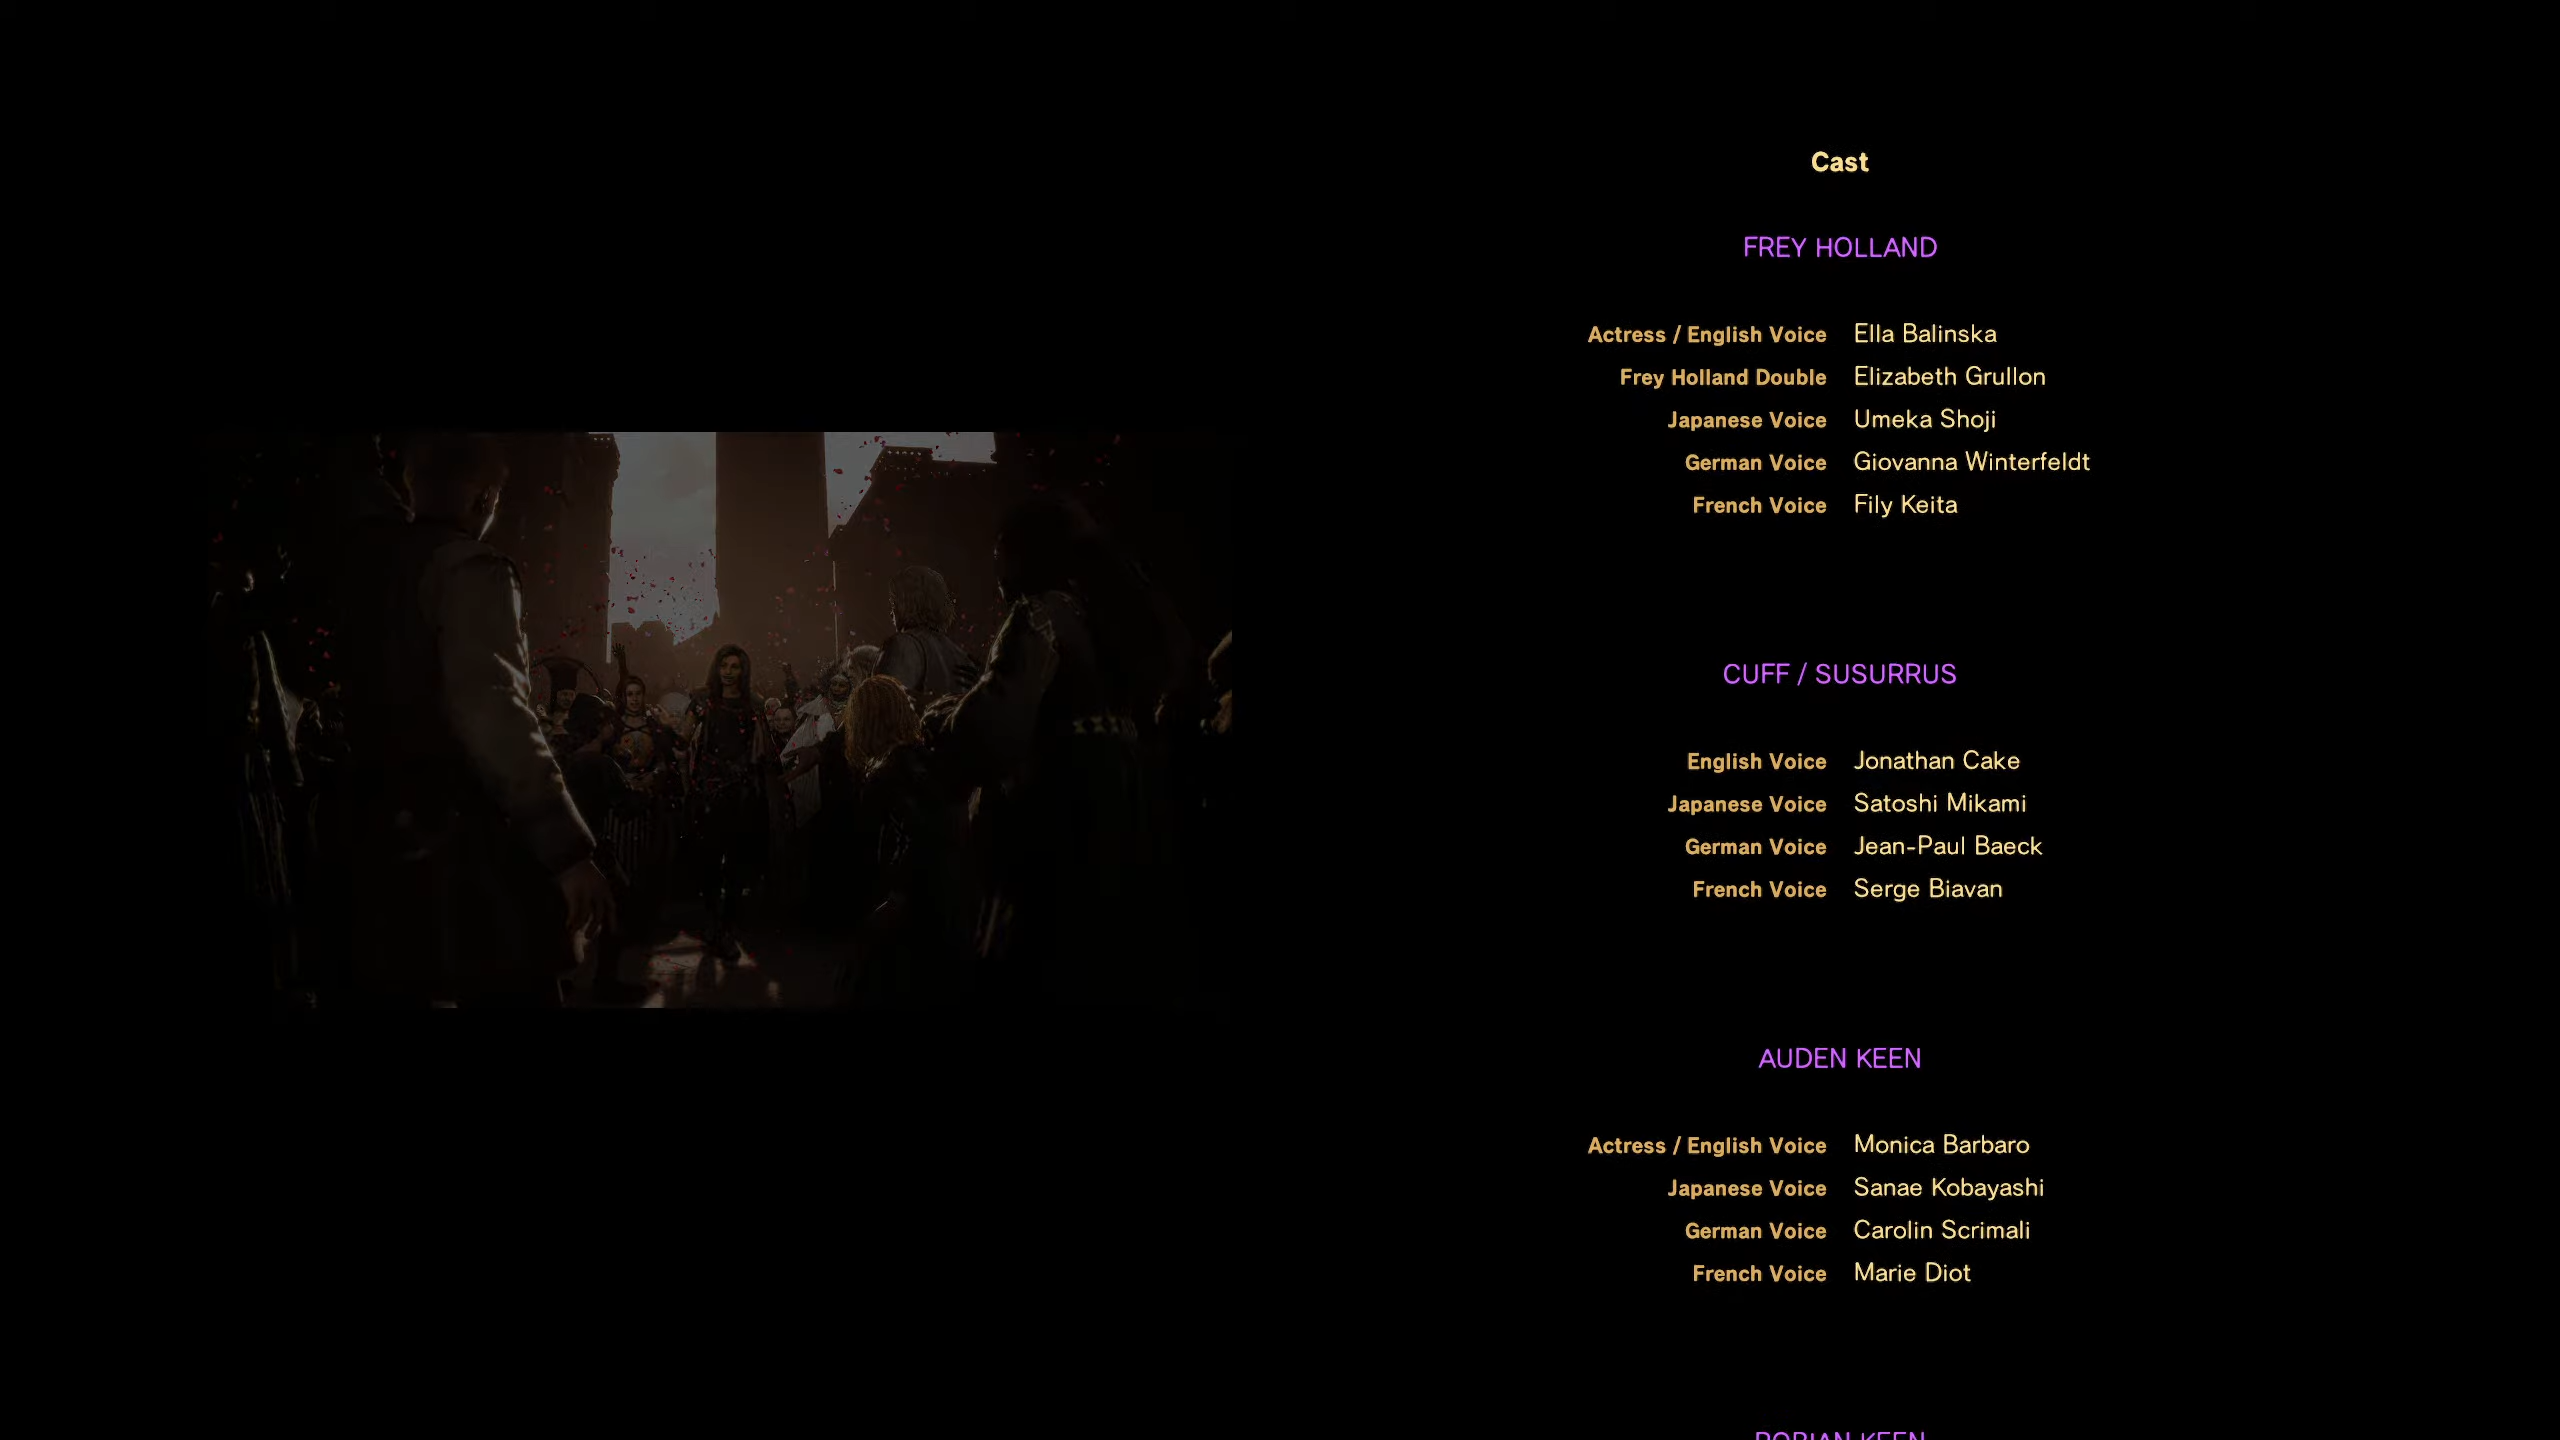 Cast
FREY HOLLAND
Actress / English Voice Ella Balinska
Frey Holland Double Elizabeth Grullon
Japanese Voice Umeka Shoji
German Voice Giovanna Winterfeldt
French Voice Fily Keita
CUFF / SUSURRUS
English Voice Jonathan Cake
Japanese Voice Satoshi Mikami
German Voice Jean-Paul Baeck
French Voice Serge Biavan
AUDEN KEEN
Actress / English Voice Monica Barbaro
Japanese Voice Sanae Kobayashi
German Voice Carolin Scrimali
French Voice Marie Diot